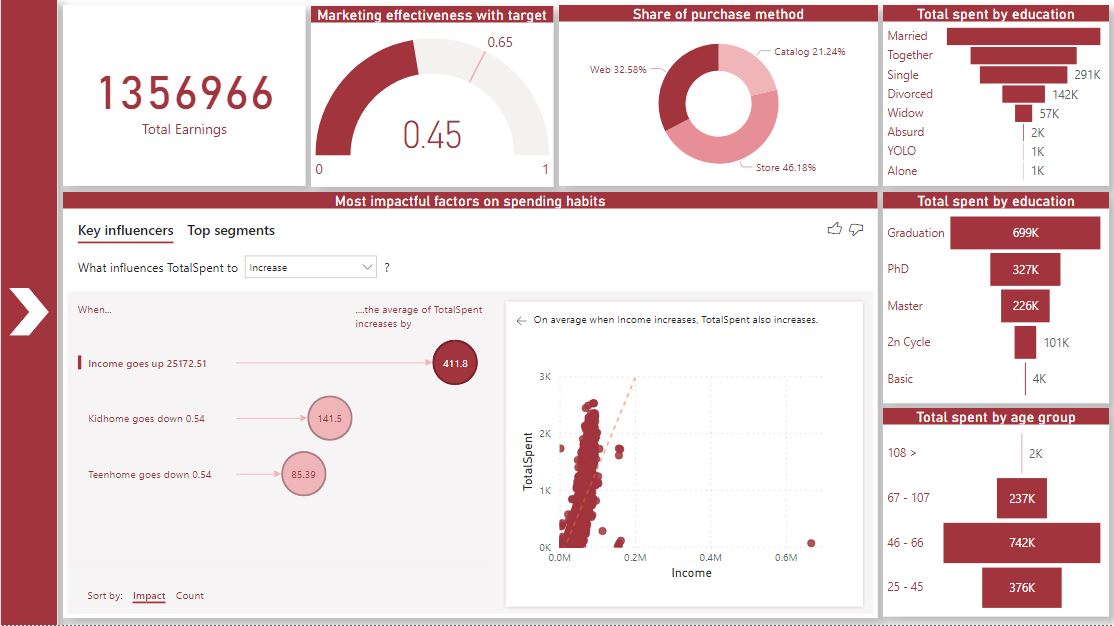 1356966
Total Earnings
Marketing effectiveness with target
0.65
0.45
0
1
Share of purchase method
Catalog 21.24%
Web 32.58%
Store 46.18%
Total spent by education
Married
Together
Single
291K
Divorced
142K
Widow
57K
Absurd
2K
YOLO
1K
Alone
1K
Most impactful factors on spending habits
Key influencers
Top segments
What influences TotalSpent to
Increase
?
When...
....the average of TotalSpent
increases by
Income goes up 25172.51
411.8
Kidhome goes down 0.54
141.5
Teenhome goes down 0.54
85.39
Sort by:
Impact
Count
On average when Income increases, TotalSpent also increases.
3K
2K
1K
0K
TotalSpent
0.0M
0.2M
0.4M
0.6M
Income
Total spent by education
Graduation
699K
PhD
327K
Master
226K
2n Cycle
101K
Basic
4K
Total spent by age group
108 >
2K
67 - 107
237K
46 - 66
742K
25 - 45
376K